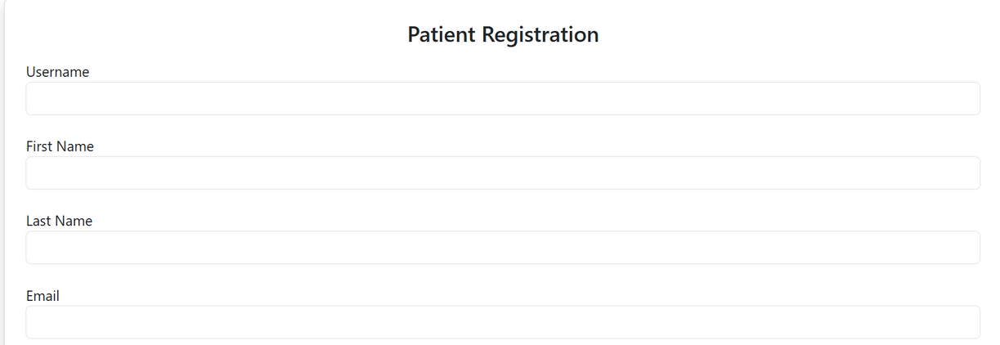 Patient Registration
Username
First Name
Last Name
Email